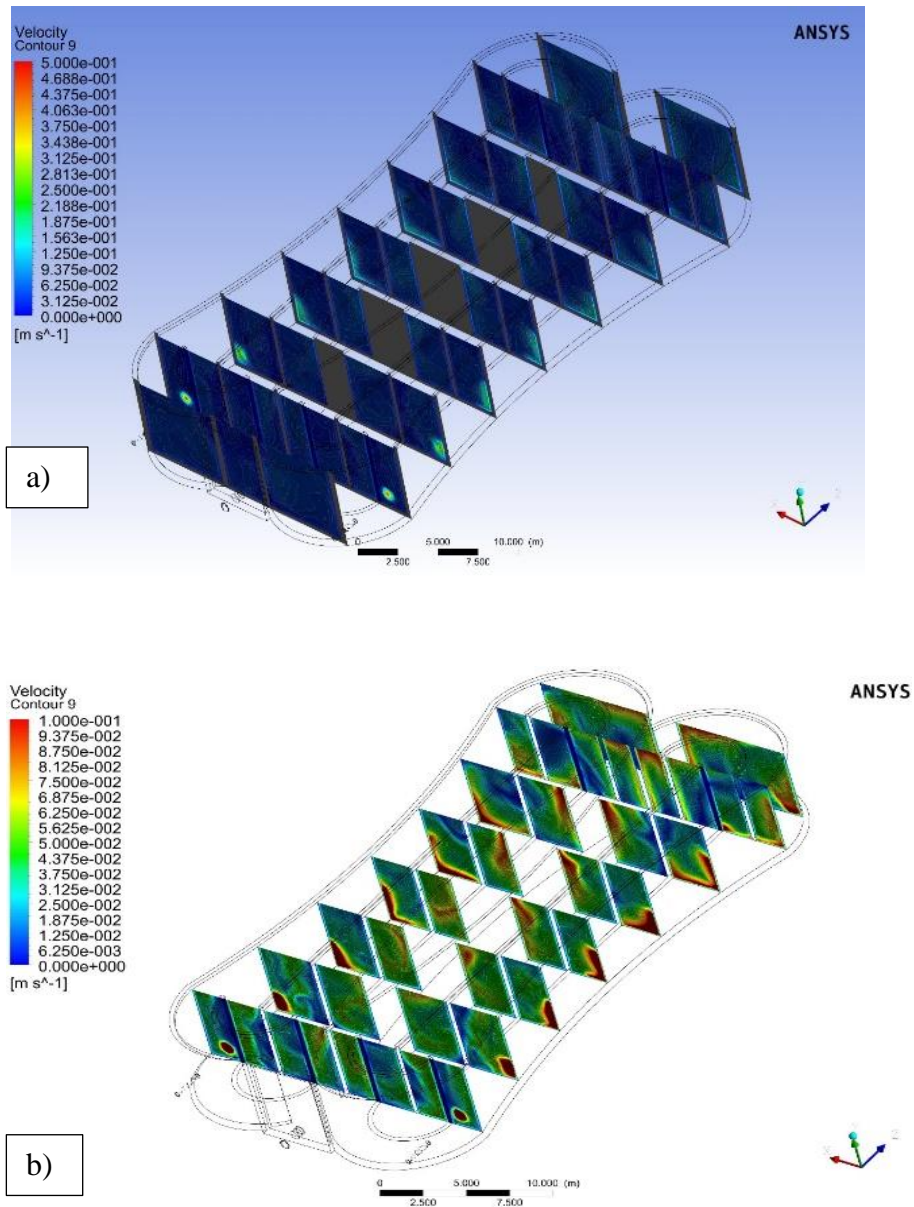 Velocity
Contour 9
ANSYS
5.000e-001
4.688e-001
4.375e-001
4.063e-001
3.750e-001
3.438e-001
3.125e-001
2.813e-001
2.500e-001
2.188e-001
1.875e-001
1.563e-001
1.250e-001
9.375e-002
6.250e-002
3.125e-002
0.000e+000
[m s^-1]
a)
0
5.000
10.000 (m)
2.500
7.500
Velocity
Contour 9
ANSYS
1.000e-001
9.375e-002
8.750e-002
8.125e-002
7.500e-002
6.875e-002
6.250e-002
5.625e-002
5.000e-002
4.375e-002
3.750e-002
3.125e-002
2.500e-002
1.875e-002
1.250e-002
6.250e-003
0.000e+000
[m s^-1]
b)
0
5.000
10.000 (m)
2.500
7.500